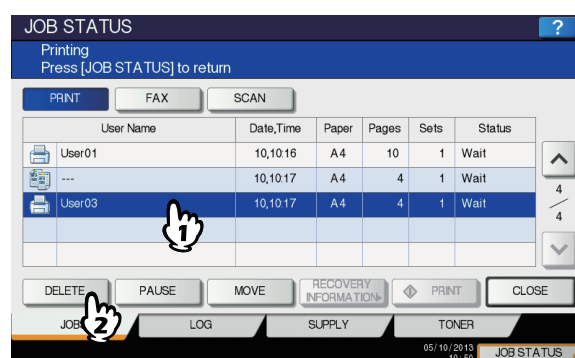 JOB STATUS ?
Printing
Press [JOB STATUS] to return
PRINT FAX SCAN
User Name Date,Time Paper Pages Sets Status
User01 10,10:16 A4 10 1 Wait
--- 10,10:17 A4 4 1 Wait
User03 10,10:17 A4 4 1 Wait
4
4
1
DELETE PAUSE MOVE RECOVERY INFORMATION PRINT CLOSE
2
JOBS LOG SUPPLY TONER
05/10/2013
JOB STATUS